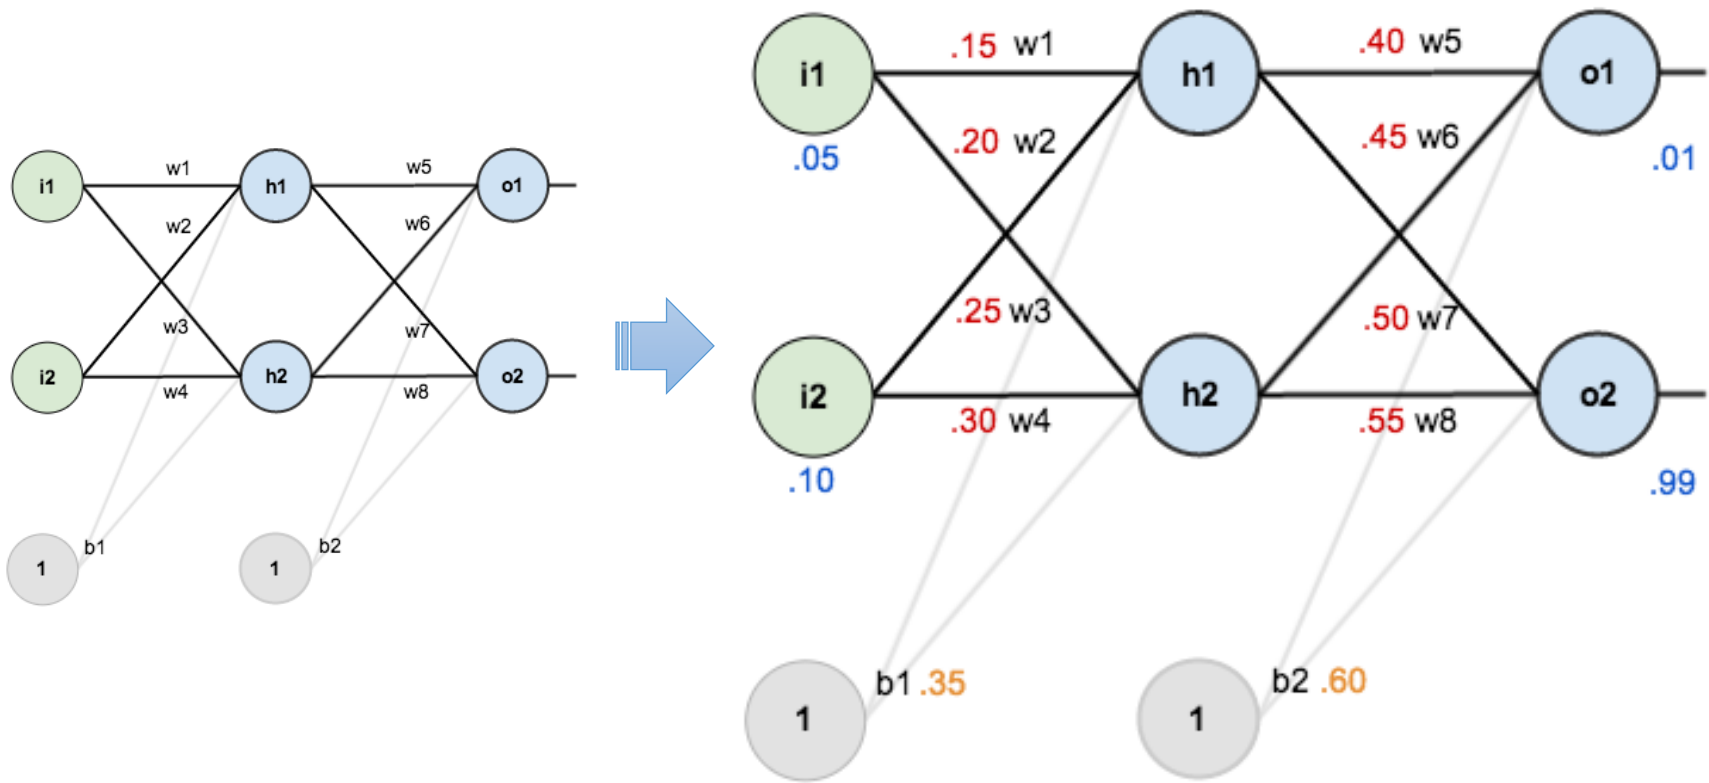 i1
w1
h1
w5
o1
w2
w6
w3
w7
i2
w4
h2
w8
o2
1
b1
1
b2
i1
.15 w1
h1
.40 w5
o1
.05
.20 w2
.45 w6
.01
.25 w3
.50 w7
i2
.30 w4
h2
.55 w8
o2
.10
.99
1
b1 .35
1
b2 .60